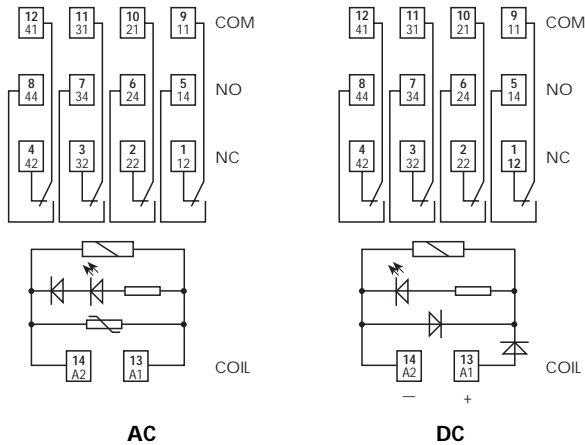 12 11 10 9 COM
41 31 21 11
8 7 6 5 NO
44 34 24 14
4 3 2 1 NC
42 32 22 12
14 13
A2 A1 COIL
AC
12 11 10 9 COM
41 31 21 11
8 7 6 5 NO
44 34 24 14
4 3 2 1 NC
42 32 22 12
14 13
A2 A1 COIL
— +
DC